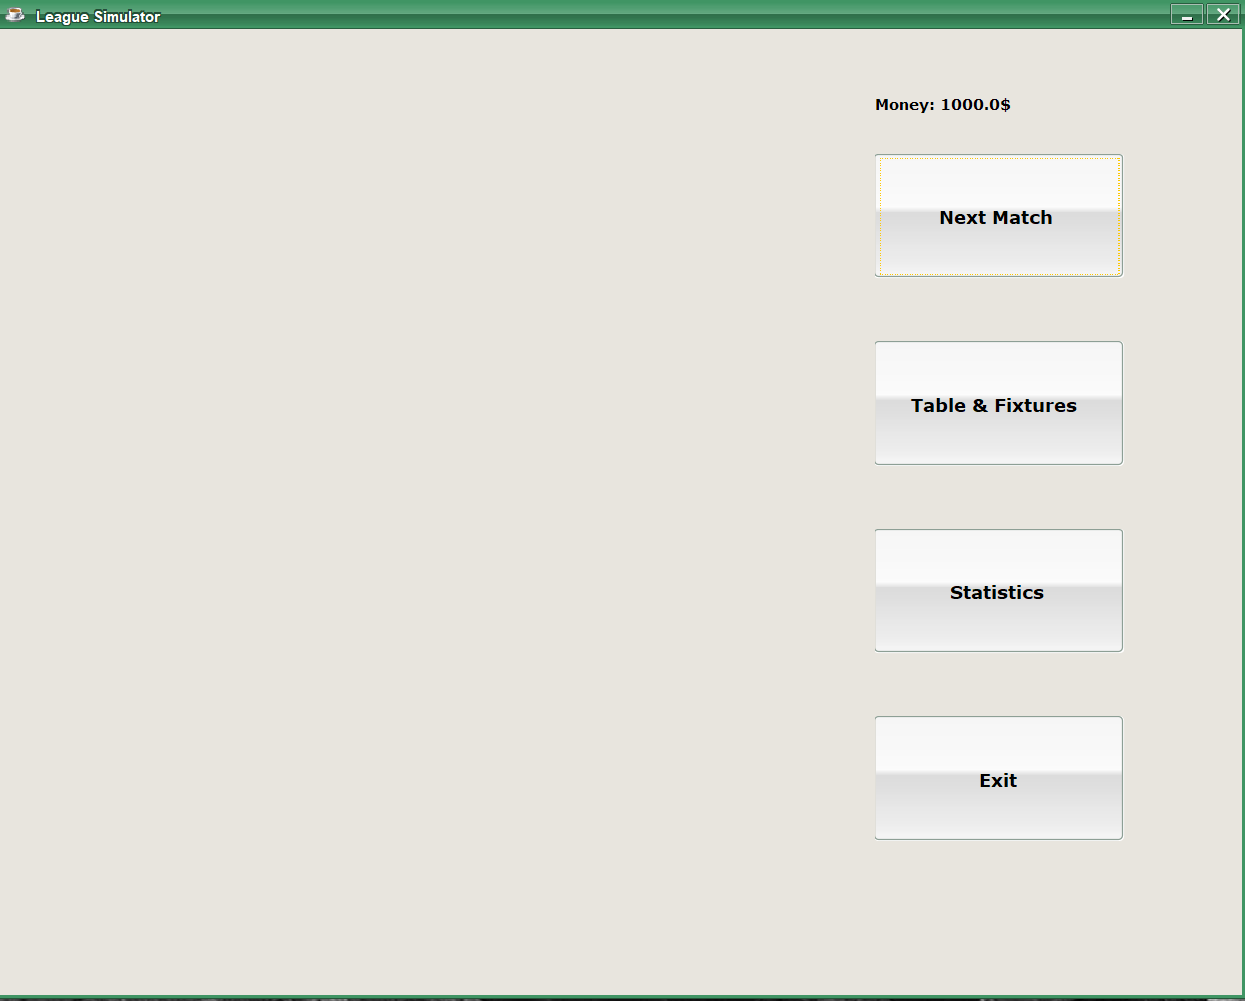 League Simulator
Money: 1000.0$
Next Match
Table & Fixtures
Statistics
Exit